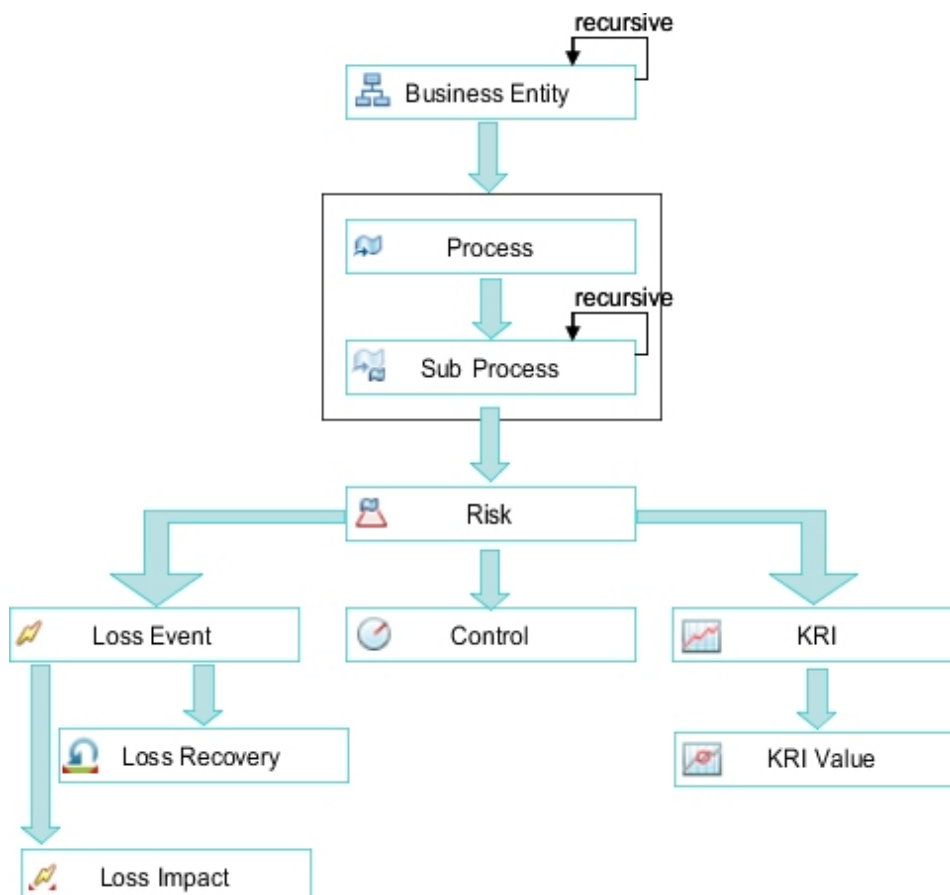 recursive
Business Entity
Process
recursive
Sub Process
Risk
Loss Event
Control
KRI
Loss Recovery
KRI Value
Loss Impact